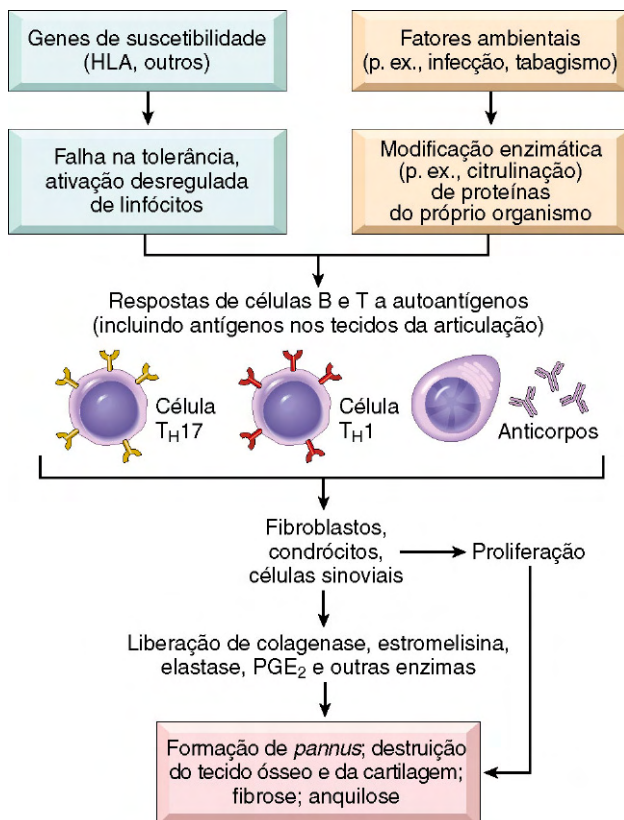 Genes de suscetibilidade
(HLA, outros)
Fatores ambientais
(p. ex., infecção, tabagismo)
Falha na tolerância,
ativação desregulada
de linfócitos
Modificação enzimática
(p. ex., citrulinação)
de proteínas
do próprio organismo
Respostas de células B e T a autoantígenos
(incluindo antígenos nos tecidos da articulação)
Célula
TH17
Célula
TH1
Anticorpos
Fibroblastos,
condrócitos,
células sinoviais
Proliferação
Liberação de colagenase, estromelisina,
elastase, PGE2 e outras enzimas
Formação de pannus; destruição
do tecido ósseo e da cartilagem;
fibrose; anquilose